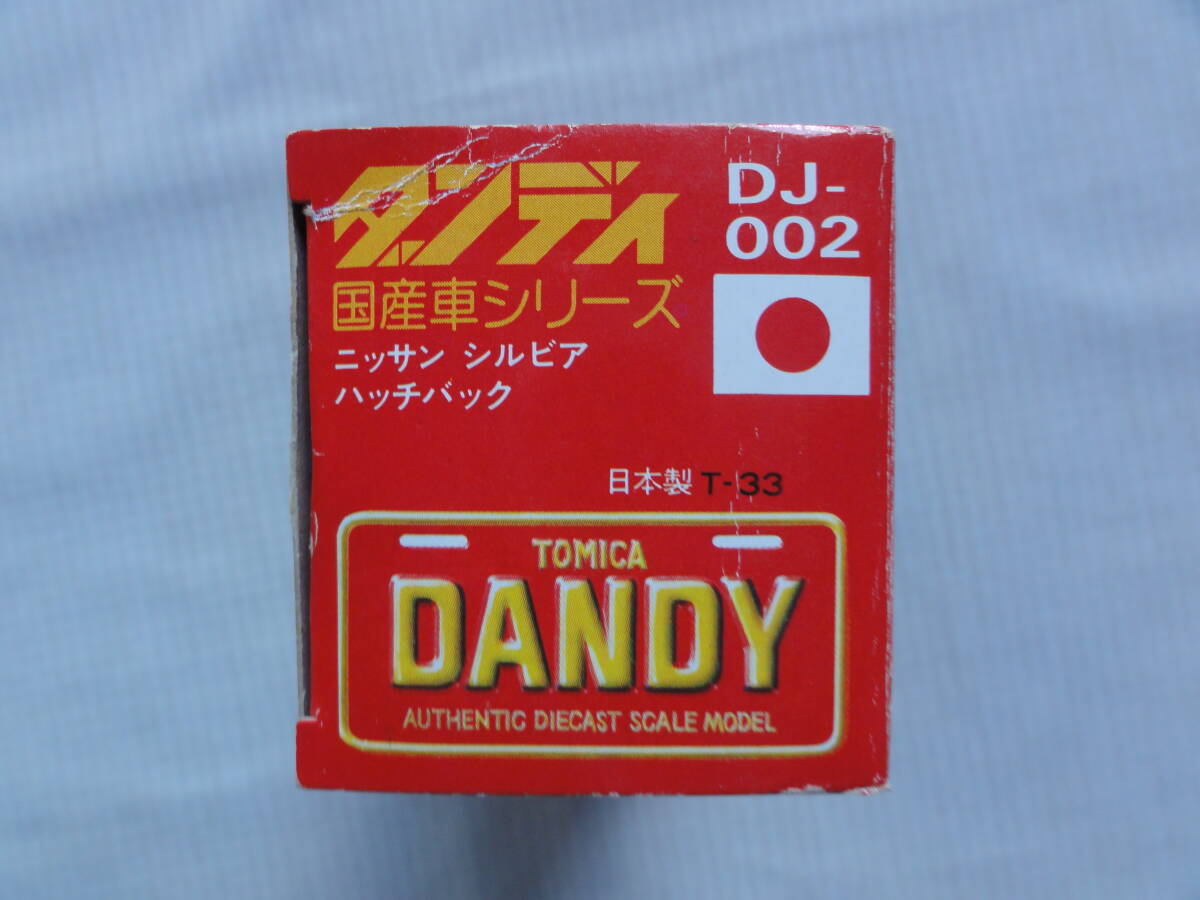 ダンディ
国産車シリーズ
ニッサン シルビア
ハッチバック
DJ-
002
日本製 T-33
TOMICA
DANDY
AUTHENTIC DIECAST SCALE MODEL